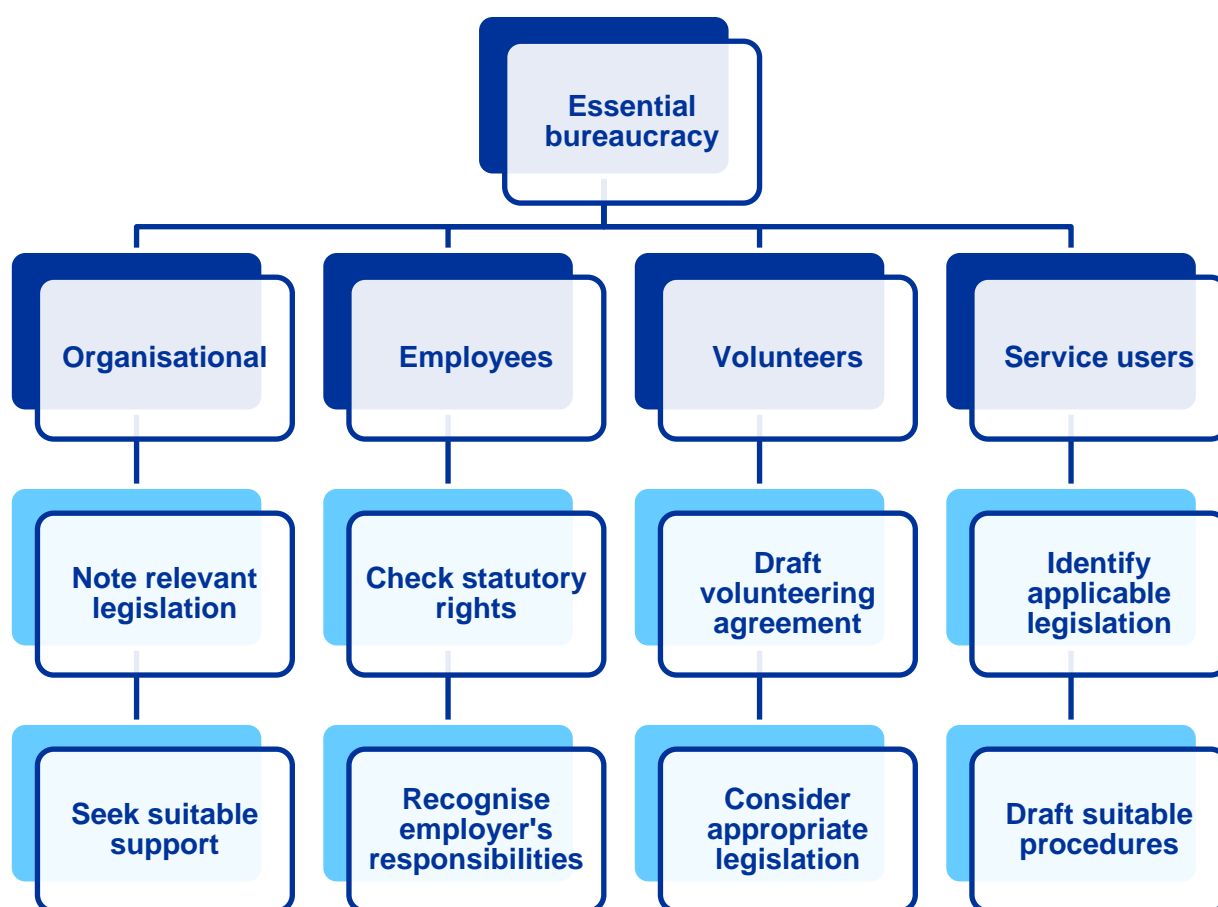 Essential
bureaucracy
Organisational
Employees
Volunteers
Service users
Note relevant
legislation
Check statutory
rights
Draft
volunteering
agreement
Identify
applicable
legislation
Seek suitable
support
Recognise
employer's
responsibilities
Consider
appropriate
legislation
Draft suitable
procedures